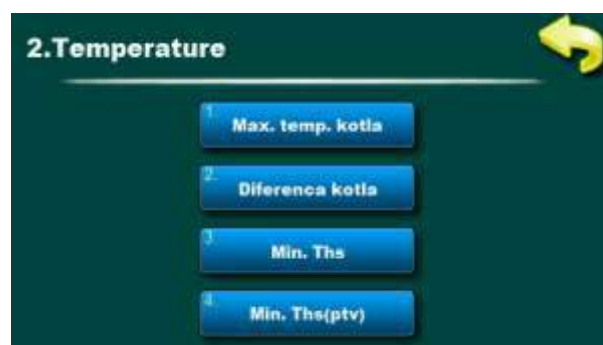 2.Temperature
1.
Max. temp. kotla
2.
Diferenca kotla
3.
Min. Ths
4.
Min. Ths(ptv)